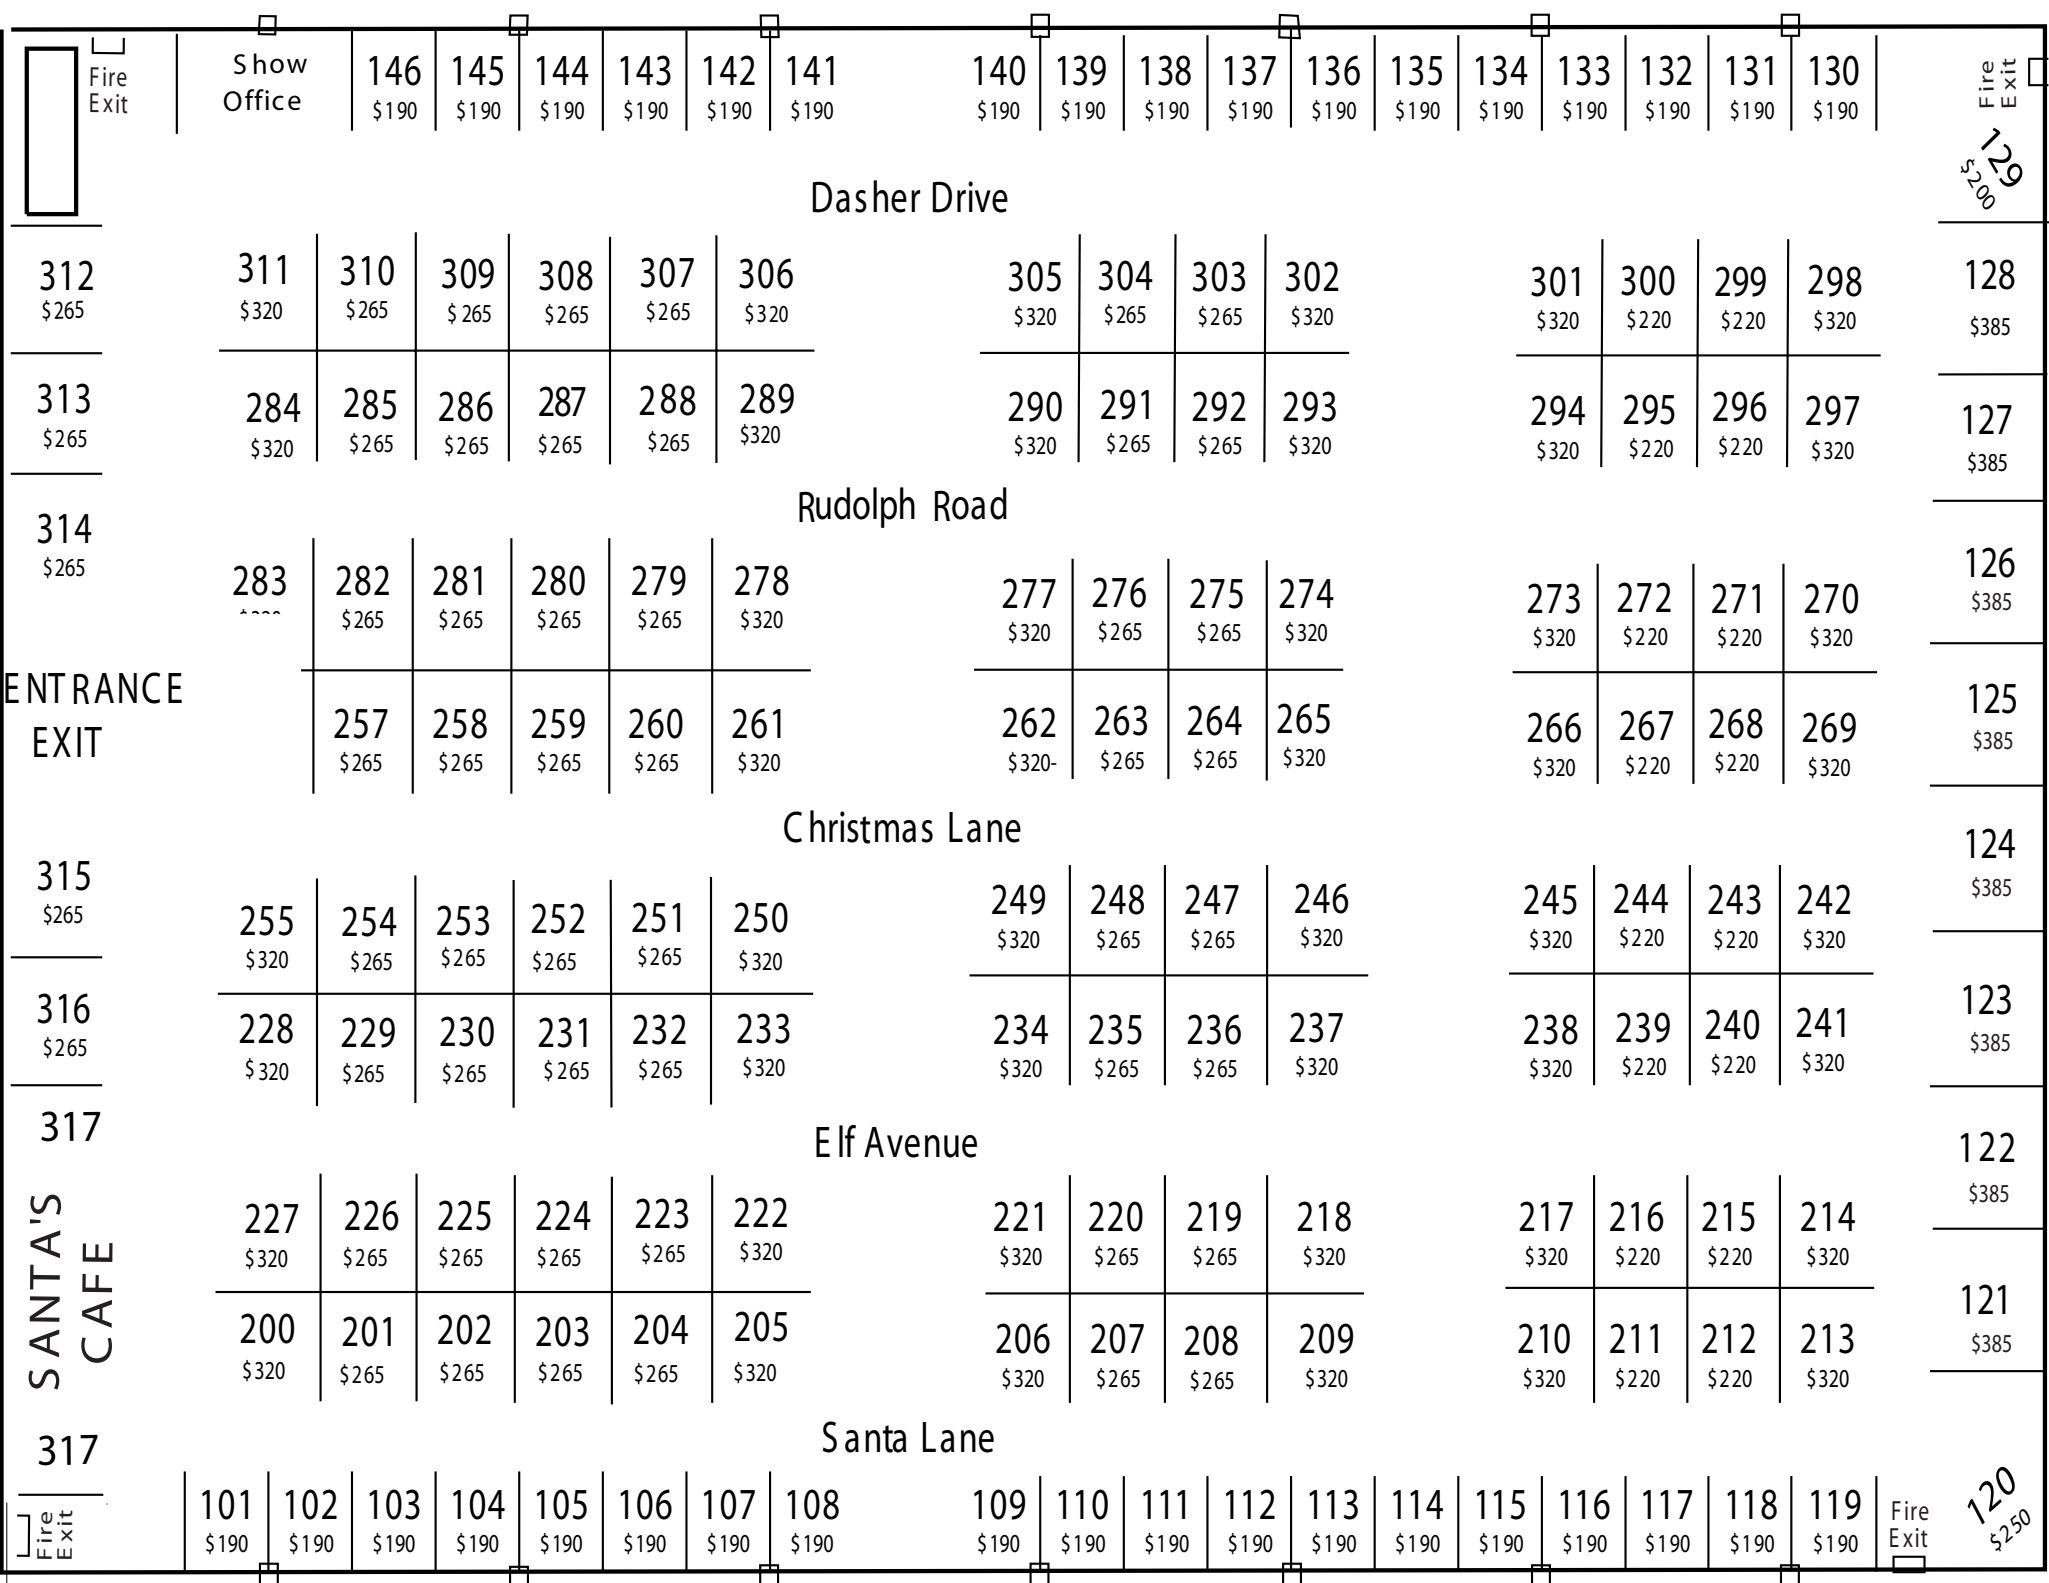 Fire
Exit
Show
Office
146 145 144 143 142 141 140 139 138 137 136 135 134 133 132 131 130
$190 $190 $190 $190 $190 $190 $190 $190 $190 $190 $190 $190 $190 $190 $190 $190 $190
Fire
Exit
129
$200
Dasher Drive
312 311 310 309 308 307 306 305 304 303 302 301 300 299 298 128
$265 $320 $265 $265 $265 $265 $320 $320 $265 $265 $320 $320 $220 $220 $320 $385
313 284 285 286 287 288 289 290 291 292 293 294 295 296 297 127
$265 $320 $265 $265 $265 $265 $320 $320 $265 $265 $320 $320 $220 $220 $320 $385
Rudolph Road
314
$265
283 282 281 280 279 278 277 276 275 274 273 272 271 270 126
$265 $265 $265 $265 $320 $320 $265 $265 $320 $320 $220 $220 $320 $385
ENTRANCE
EXIT
257 258 259 260 261 262 263 264 265 266 267 268 269 125
$265 $265 $265 $265 $320 $320- $265 $265 $320 $320 $220 $220 $320 $385
Christmas Lane
124
$385
315 255 254 253 252 251 250 249 248 247 246 245 244 243 242
$265 $320 $265 $265 $265 $265 $320 $320 $265 $265 $320 $320 $220 $220 $320
316 228 229 230 231 232 233 234 235 236 237 238 239 240 241 123
$265 $320 $265 $265 $265 $265 $320 $320 $265 $265 $320 $320 $220 $220 $320 $385
317
Elf Avenue
122
$385
227 226 225 224 223 222 221 220 219 218 217 216 215 214
$320 $265 $265 $265 $265 $320 $320 $265 $265 $320 $320 $220 $220 $320
SANTA'S
CAFE
200 201 202 203 204 205 206 207 208 209 210 211 212 213 121
$320 $265 $265 $265 $265 $320 $320 $265 $265 $320 $320 $220 $220 $320 $385
Santa Lane
317
Fire
Exit
101 102 103 104 105 106 107 108 109 110 111 112 113 114 115 116 117 118 119
$190 $190 $190 $190 $190 $190 $190 $190 $190 $190 $190 $190 $190 $190 $190 $190 $190 $190 $190
Fire
Exit
120
$250